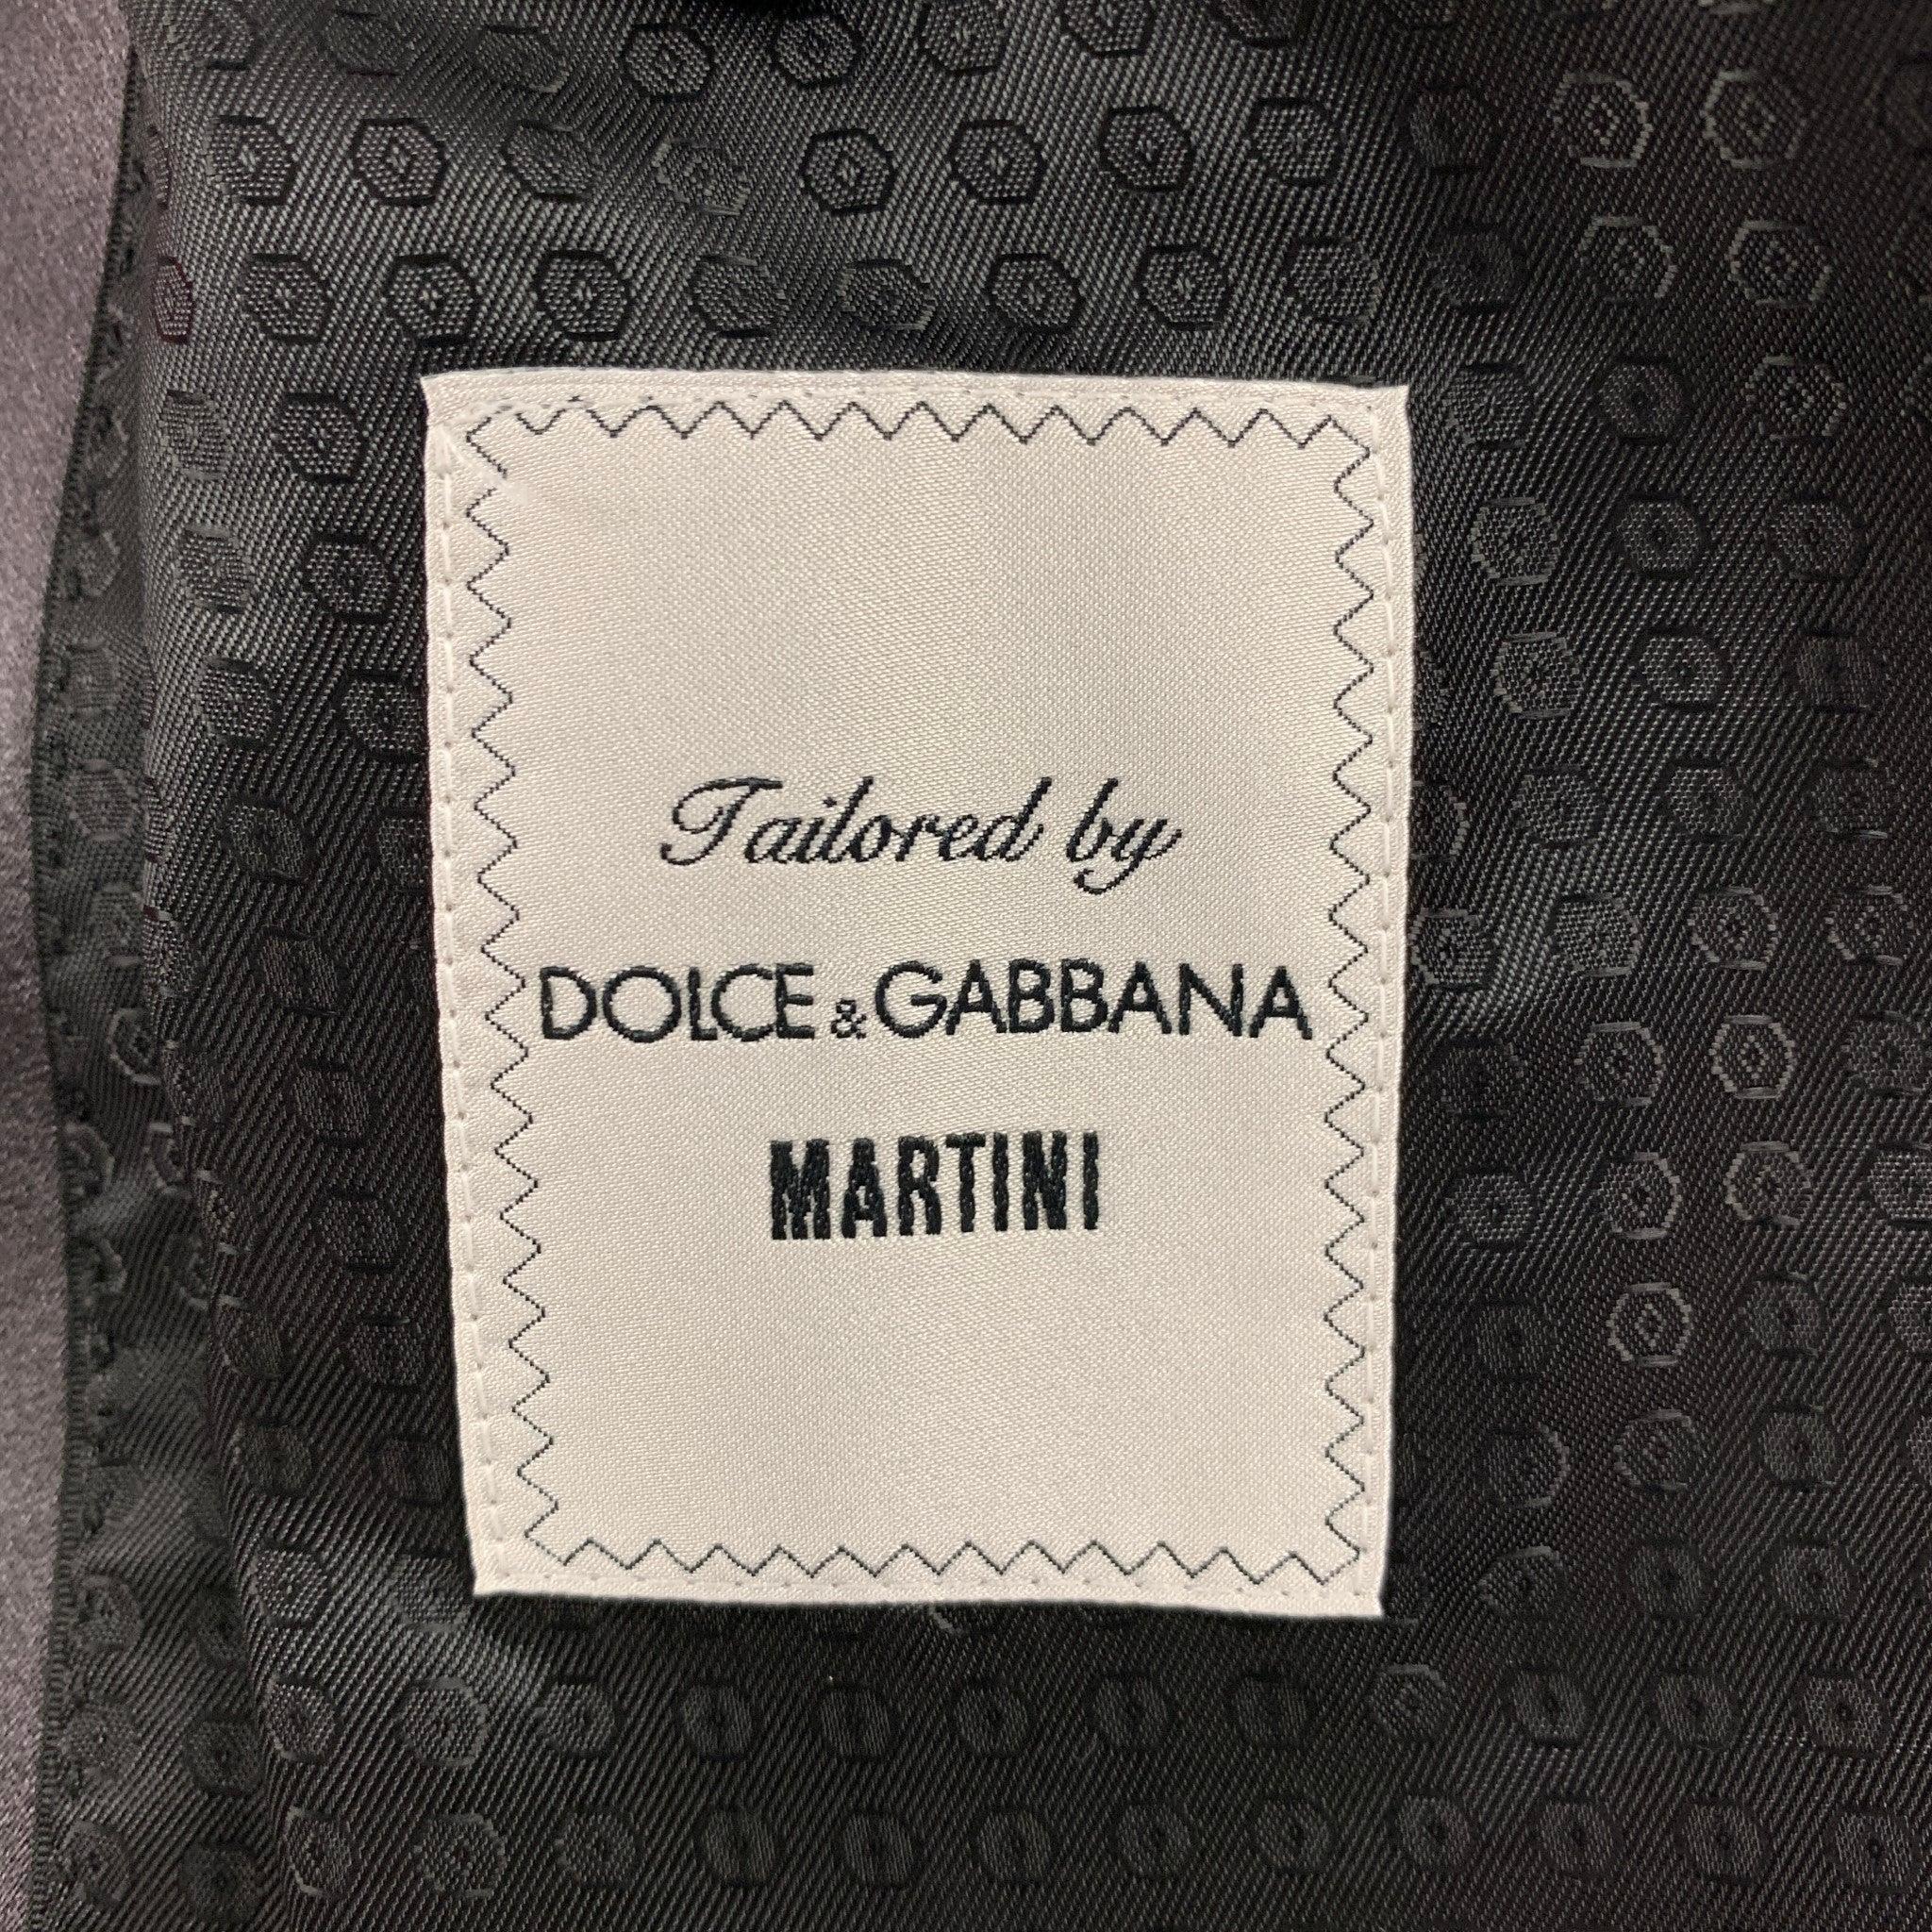 Tailored by
DOLCE & GABBANA
MARTINI